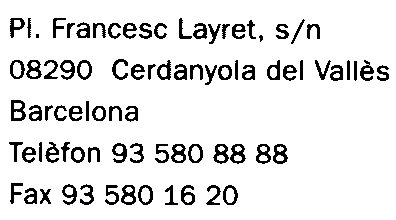 Pl. Francesc Layret, s/n
08290 Cerdanyola del Vallès
Barcelona
Telèfon 93 580 88 88
Fax 93 580 16 20